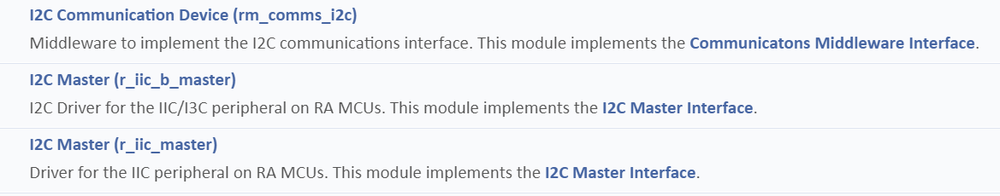 I2C Communication Device (rm_comms_i2c)
Middleware to implement the I2C communications interface. This module implements the Communicatons Middleware Interface.
I2C Master (r_iic_b_master)
I2C Driver for the IIC/I3C peripheral on RA MCUs. This module implements the I2C Master Interface.
I2C Master (r_iic_master)
Driver for the IIC peripheral on RA MCUs. This module implements the I2C Master Interface.